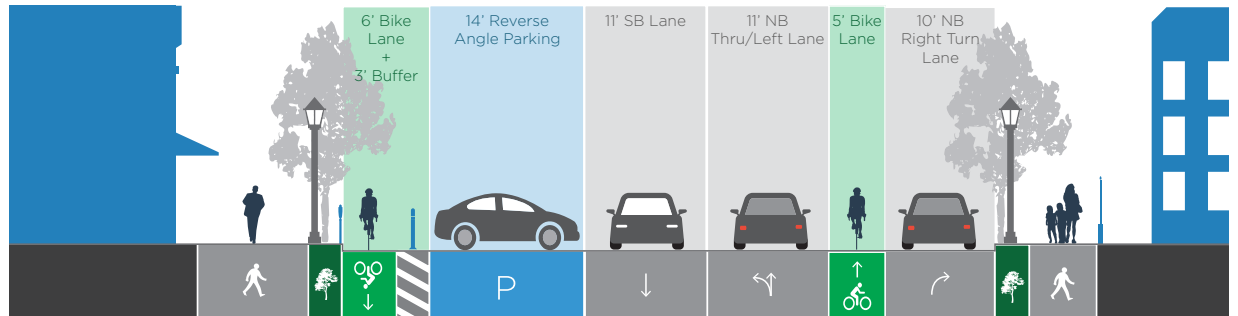 6’ Bike
Lane
+
3’ Buffer
14’ Reverse
Angle Parking
11’ SB Lane
11’ NB
Thru/Left Lane
5’ Bike
Lane
10’ NB
Right Turn
Lane
P